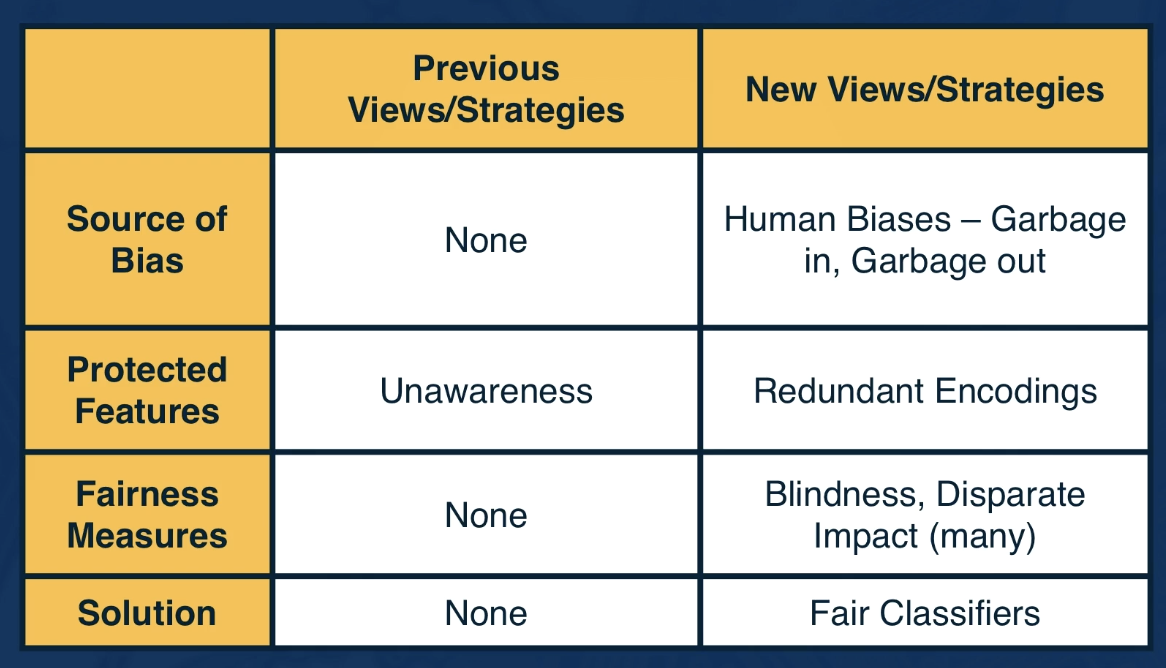 Previous
Views/Strategies
New Views/Strategies
Source of
Bias
None
Human Biases – Garbage
in, Garbage out
Protected
Features
Unawareness
Redundant Encodings
Fairness
Measures
None
Blindness, Disparate
Impact (many)
Solution
None
Fair Classifiers